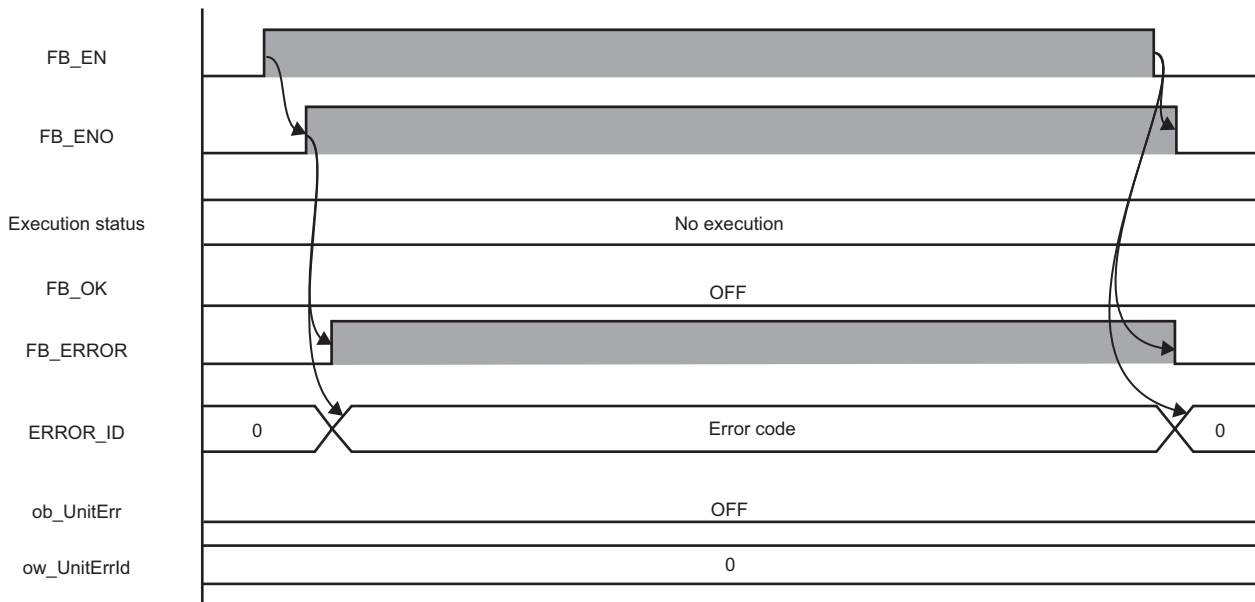 FB_EN
FB_ENO
Execution status
No execution
FB_OK
OFF
FB_ERROR
ERROR_ID
0
Error code
0
ob_UnitErr
OFF
ow_UnitErrId
0